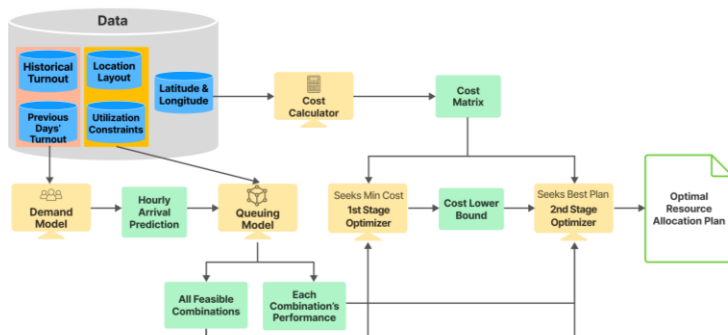 Data
Historical
Turnout
Location
Layout
Latitude &
Longitude
Previous
Days'
Turnout
Utilization
Constraints
Cost
Calculator
Cost
Matrix
Demand
Model
Hourly
Arrival
Prediction
Queuing
Model
Seeks Min Cost
1st Stage
Optimizer
Cost Lower
Bound
Seeks Best Plan
2nd Stage
Optimizer
Optimal
Resource
Allocation Plan
All Feasible
Combinations
Each
Combination's
Performance